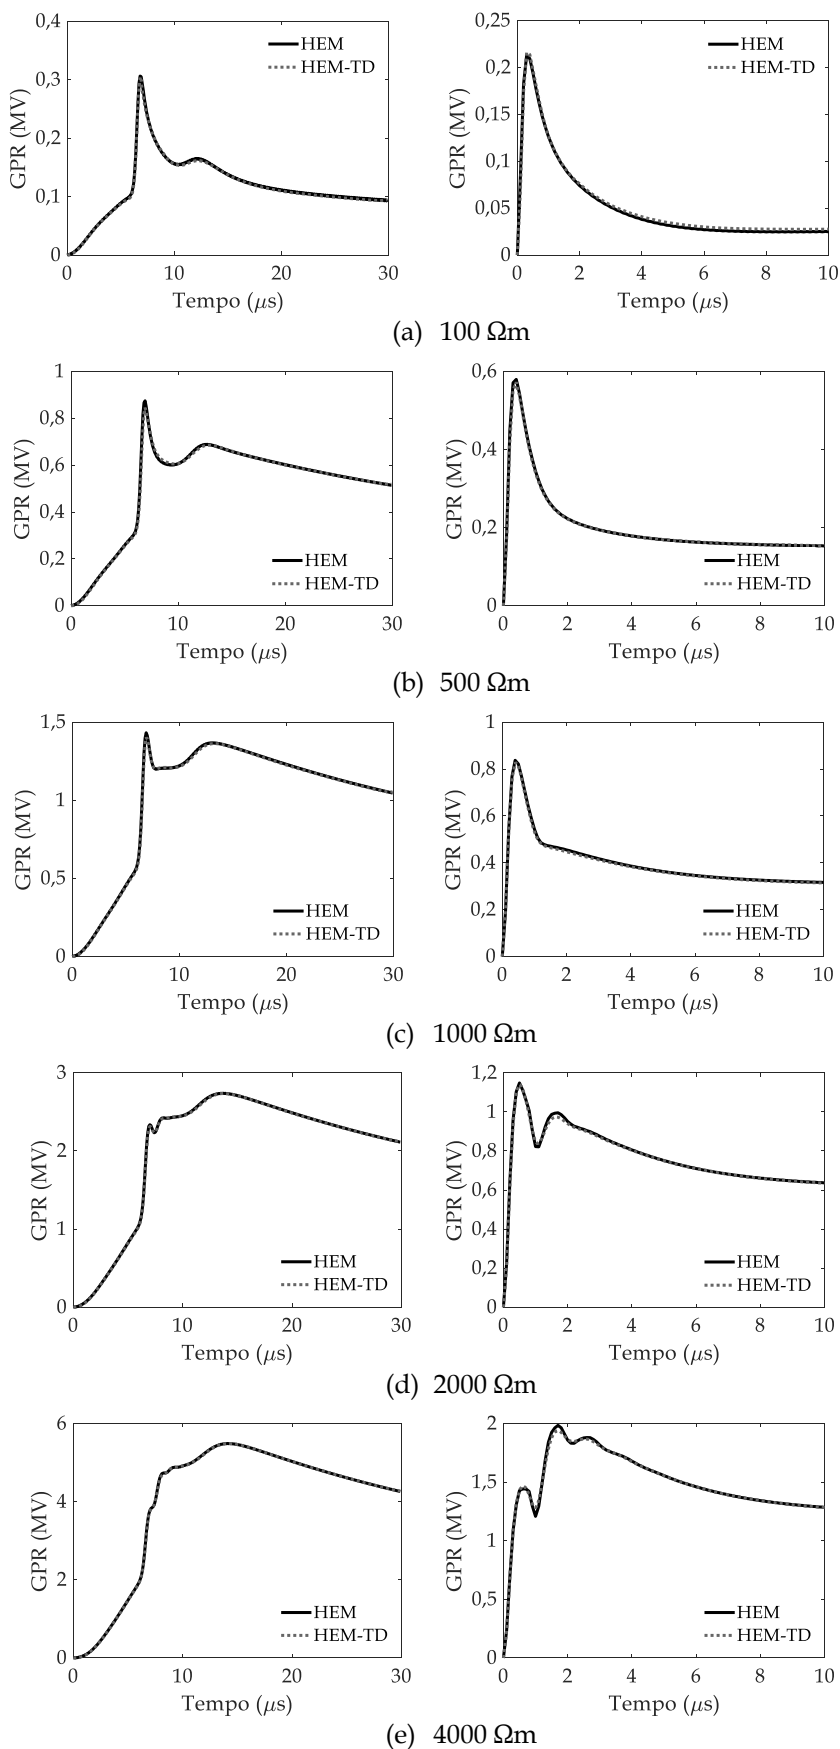 0,4
0,3
0,2
0,1
0
GPR (MV)
HEM
HEM-TD
0 10 20 30
Tempo (μs)
0,25
0,2
0,15
0,1
0,05
0
GPR (MV)
HEM
HEM-TD
0 2 4 6 8 10
Tempo (μs)
(a) 100 Ωm
1
0,8
0,6
0,4
0,2
0
GPR (MV)
HEM
HEM-TD
0 10 20 30
Tempo (μs)
0,6
0,4
0,2
0
GPR (MV)
HEM
HEM-TD
0 2 4 6 8 10
Tempo (μs)
(b) 500 Ωm
1,5
1
0,5
0
GPR (MV)
HEM
HEM-TD
0 10 20 30
Tempo (μs)
1
0,8
0,6
0,4
0,2
0
GPR (MV)
HEM
HEM-TD
0 2 4 6 8 10
Tempo (μs)
(c) 1000 Ωm
3
2
1
0
GPR (MV)
HEM
HEM-TD
0 10 20 30
Tempo (μs)
1,2
1
0,8
0,6
0,4
0,2
0
GPR (MV)
HEM
HEM-TD
0 2 4 6 8 10
Tempo (μs)
(d) 2000 Ωm
6
4
2
0
GPR (MV)
HEM
HEM-TD
0 10 20 30
Tempo (μs)
2
1,5
1
0,5
0
GPR (MV)
HEM
HEM-TD
0 2 4 6 8 10
Tempo (μs)
(e) 4000 Ωm